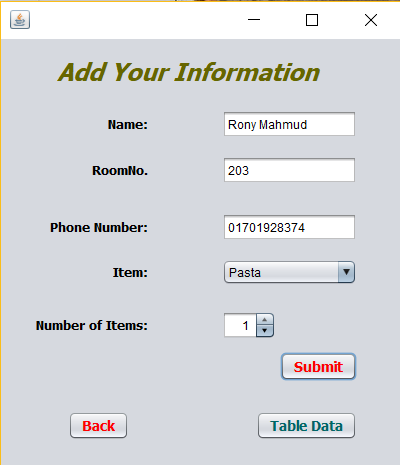 Add Your Information
Name: Rony Mahmud
RoomNo. 203
Phone Number: 01701928374
Item: Pasta
Number of Items: 1
Submit
Back Table Data